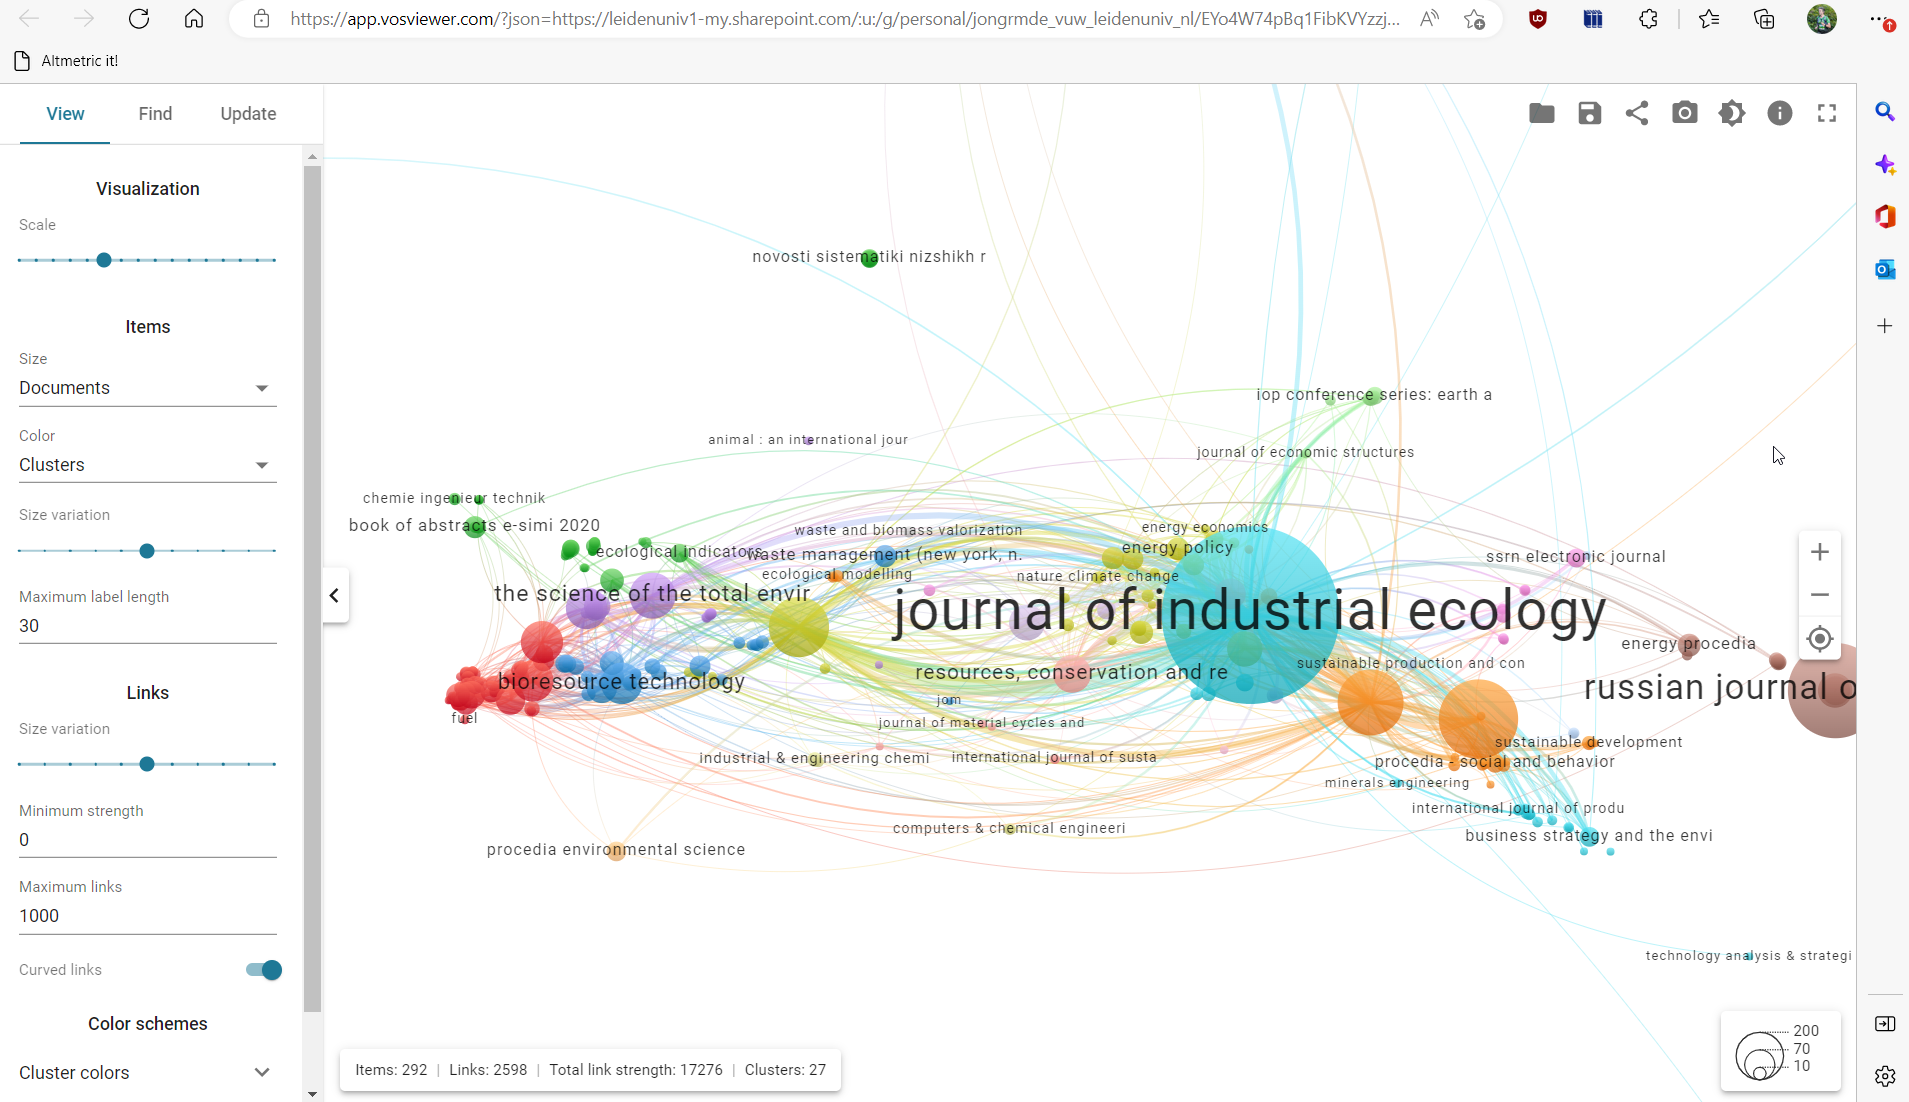 https://app.vosviewer.com/?json=https://leidenuniv1-my.sharepoint.com/:u:/g/personal/jongrmde_vuw_leidenuniv_nl/EYo4W74pBq1FibKVYzzj...
Altmetric it!
View Find Update
Visualization
Scale
Items
Size
Documents
Color
Clusters
Size variation
Maximum label length
30
Links
Size variation
Minimum strength
0
Maximum links
1000
Curved links
Color schemes
Cluster colors
novosti sistematiki nizshikh r
iop conference series: earth a
animal : an international jour
journal of economic structures
chemie ingenieur technik
book of abstracts e-simi 2020
waste and biomass valorization
energy economics
ecological indicators
waste management (new york, n.
energy policy
ssrn electronic journal
ecological modelling
nature climate change
the science of the total envir
journal of industrial ecology
energy procedia
sustainable production and con
resources, conservation and re
bioresource technology
russian journal o
jom
fuel
journal of material cycles and
sustainable development
industrial & engineering chemi
international journal of susta
procedia - social and behavior
minerals engineering
international journal of produ
computers & chemical engineeri
business strategy and the envi
procedia environmental science
technology analysis & strategi
Items: 292 | Links: 2598 | Total link strength: 17276 | Clusters: 27
200
70
10